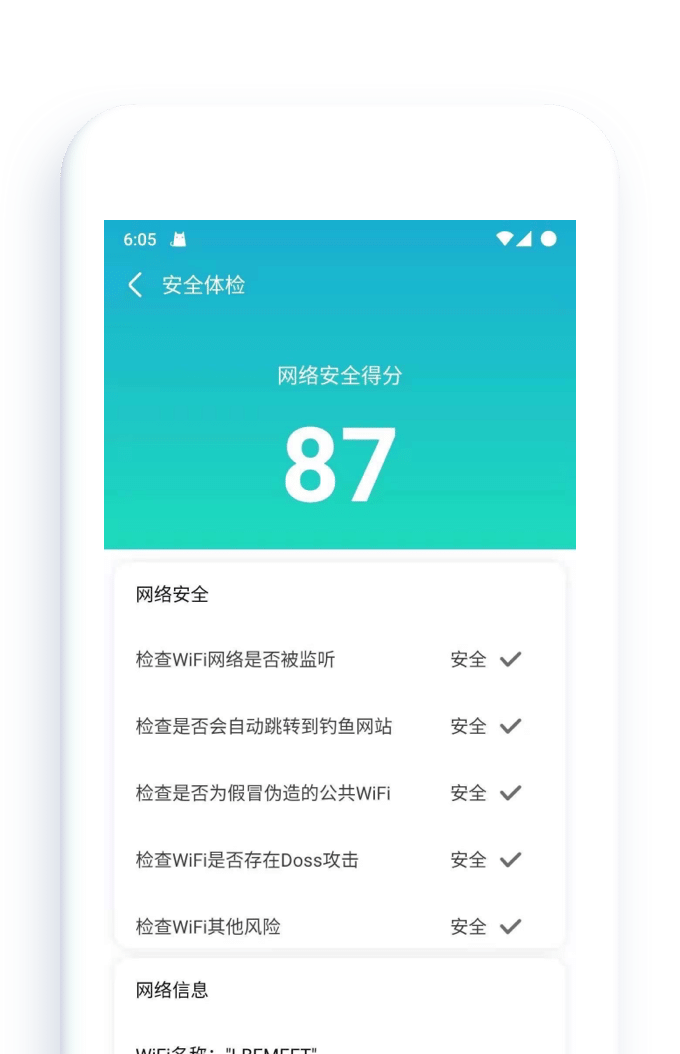 6:05
安全体检
网络安全得分
87
网络安全
检查WiFi网络是否被监听 安全
检查是否会自动跳转到钓鱼网站 安全
检查是否为假冒伪造的公共WiFi 安全
检查WiFi是否存在Doss攻击 安全
检查WiFi其他风险 安全
网络信息
WiFi名称：